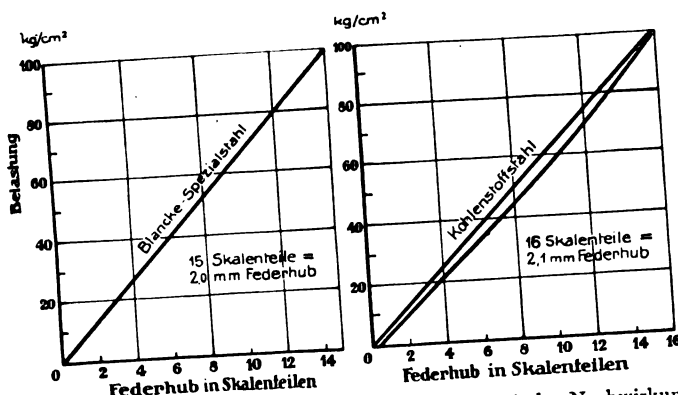 kg/cm²
100
80
60
40
20
0 2 4 6 8 10 12 14
Belastung
Blancke-Spezialstahl
15 Skalenteile =
2,0 mm Federhub
Federhub in Skalenteilen
kg/cm²
100
80
60
40
20
0 2 4 6 8 10 12 14 16
Kohlenstoffstahl
16 Skalenteile =
2,1 mm Federhub
Federhub in Skalenteilen